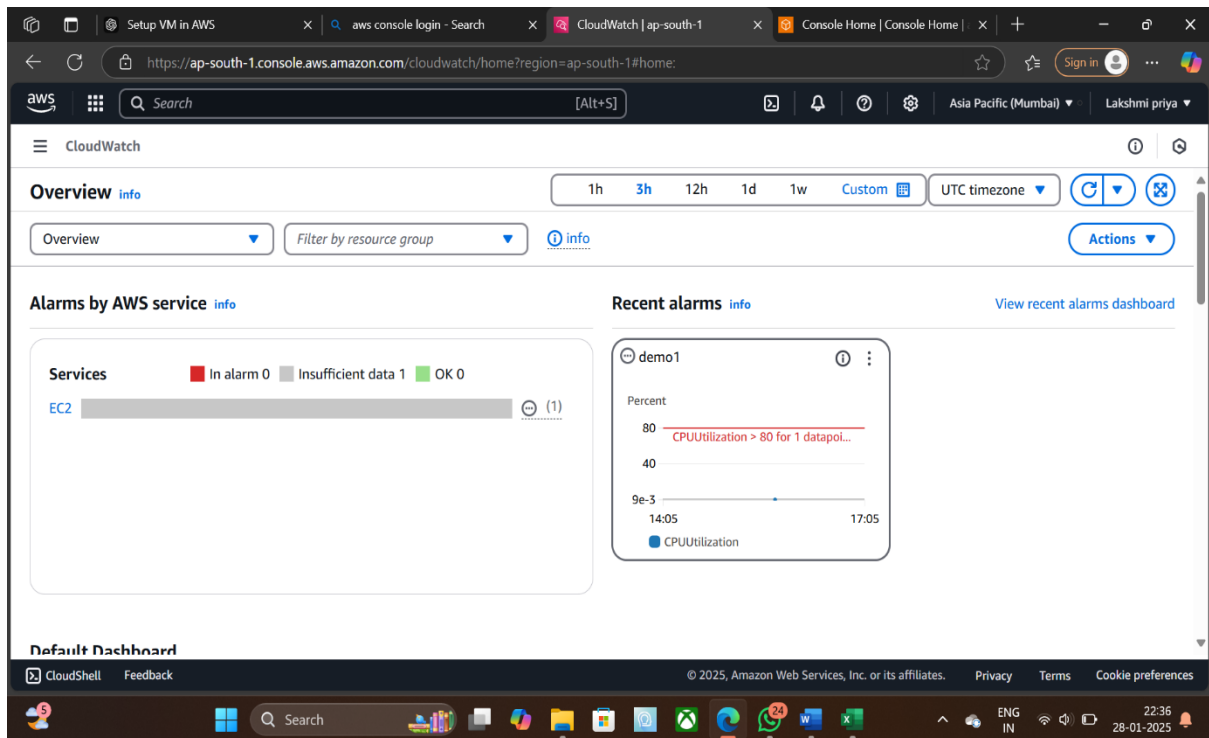 Setup VM in AWS
aws console login - Search
CloudWatch | ap-south-1
Console Home | Console Home |
https://ap-south-1.console.aws.amazon.com/cloudwatch/home?region=ap-south-1#home:
Sign in
aws
Search
[Alt+S]
Asia Pacific (Mumbai)
Lakshmi priya
CloudWatch
Overview info
1h 3h 12h 1d 1w Custom
UTC timezone
Overview
Filter by resource group
info
Actions
Alarms by AWS service info
Services
In alarm 0 Insufficient data 1 OK 0
EC2
(1)
Recent alarms info
View recent alarms dashboard
demo1
Percent
80
CPUUtilization > 80 for 1 datapoi...
40
9e-3
14:05 17:05
CPUUtilization
Default Dashboard
CloudShell Feedback
© 2025, Amazon Web Services, Inc. or its affiliates. Privacy Terms Cookie preferences
5
Search
24
ENG
IN
22:36
28-01-2025